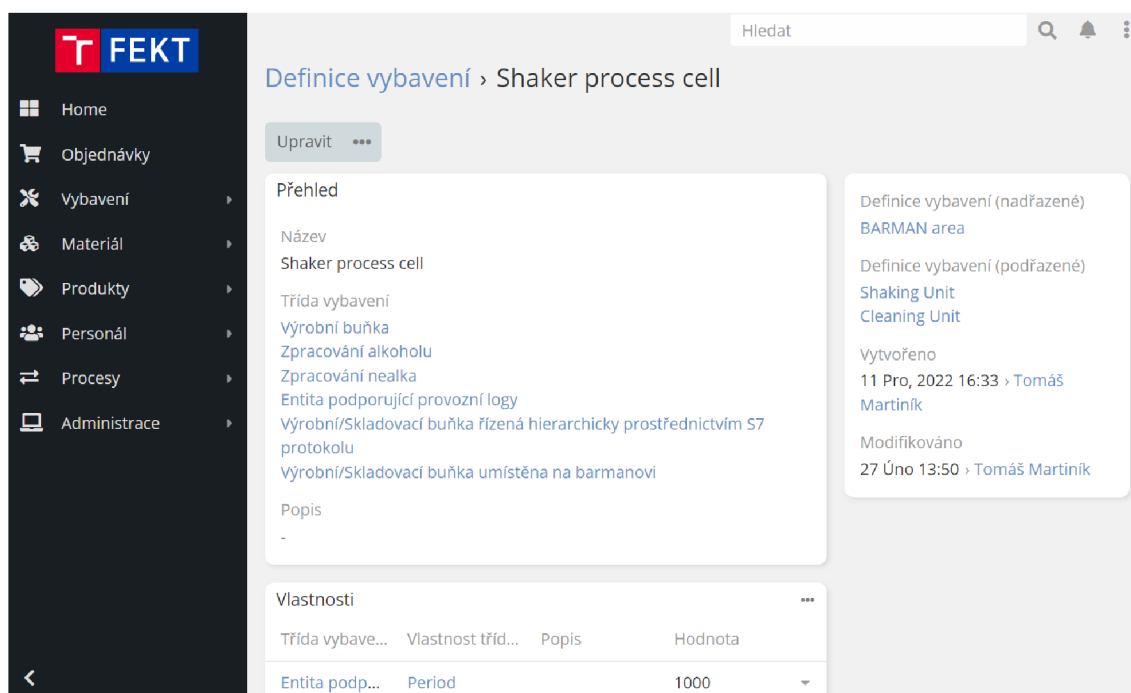 FEKT
Hledat
Home
Objednávky
Vybavení
Materiál
Produkty
Personál
Procesy
Administrace
Definice vybavení › Shaker process cell
Upravit •••
Přehled
Název
Shaker process cell
Třída vybavení
Výrobní buňka
Zpracování alkoholu
Zpracování nealka
Entita podporující provozní logy
Výrobní/Skladovací buňka řízená hierarchicky prostřednictvím S7
protokolu
Výrobní/Skladovací buňka umístěna na barmanovi
Popis
-
Definice vybavení (nadřazené)
BARMAN area
Definice vybavení (podřazené)
Shaking Unit
Cleaning Unit
Vytvořeno
11 Pro, 2022 16:33 › Tomáš
Martiník
Modifikováno
27 Úno 13:50 › Tomáš Martiník
Vlastnosti •••
Třída vybave... Vlastnost tříd... Popis Hodnota
Entita podp... Period 1000